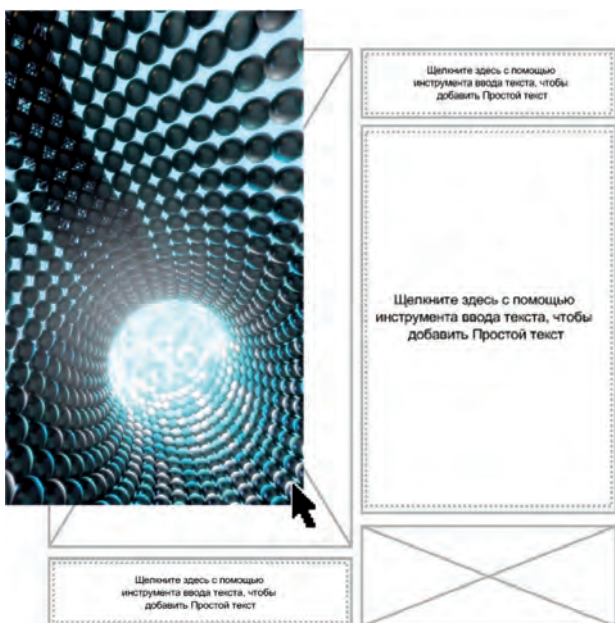 Щелкните здесь с помощью
инструмента ввода текста, чтобы
добавить Простой текст
Щелкните здесь с помощью
инструмента ввода текста, чтобы
добавить Простой текст
Щелкните здесь с помощью
инструмента ввода текста, чтобы
добавить Простой текст